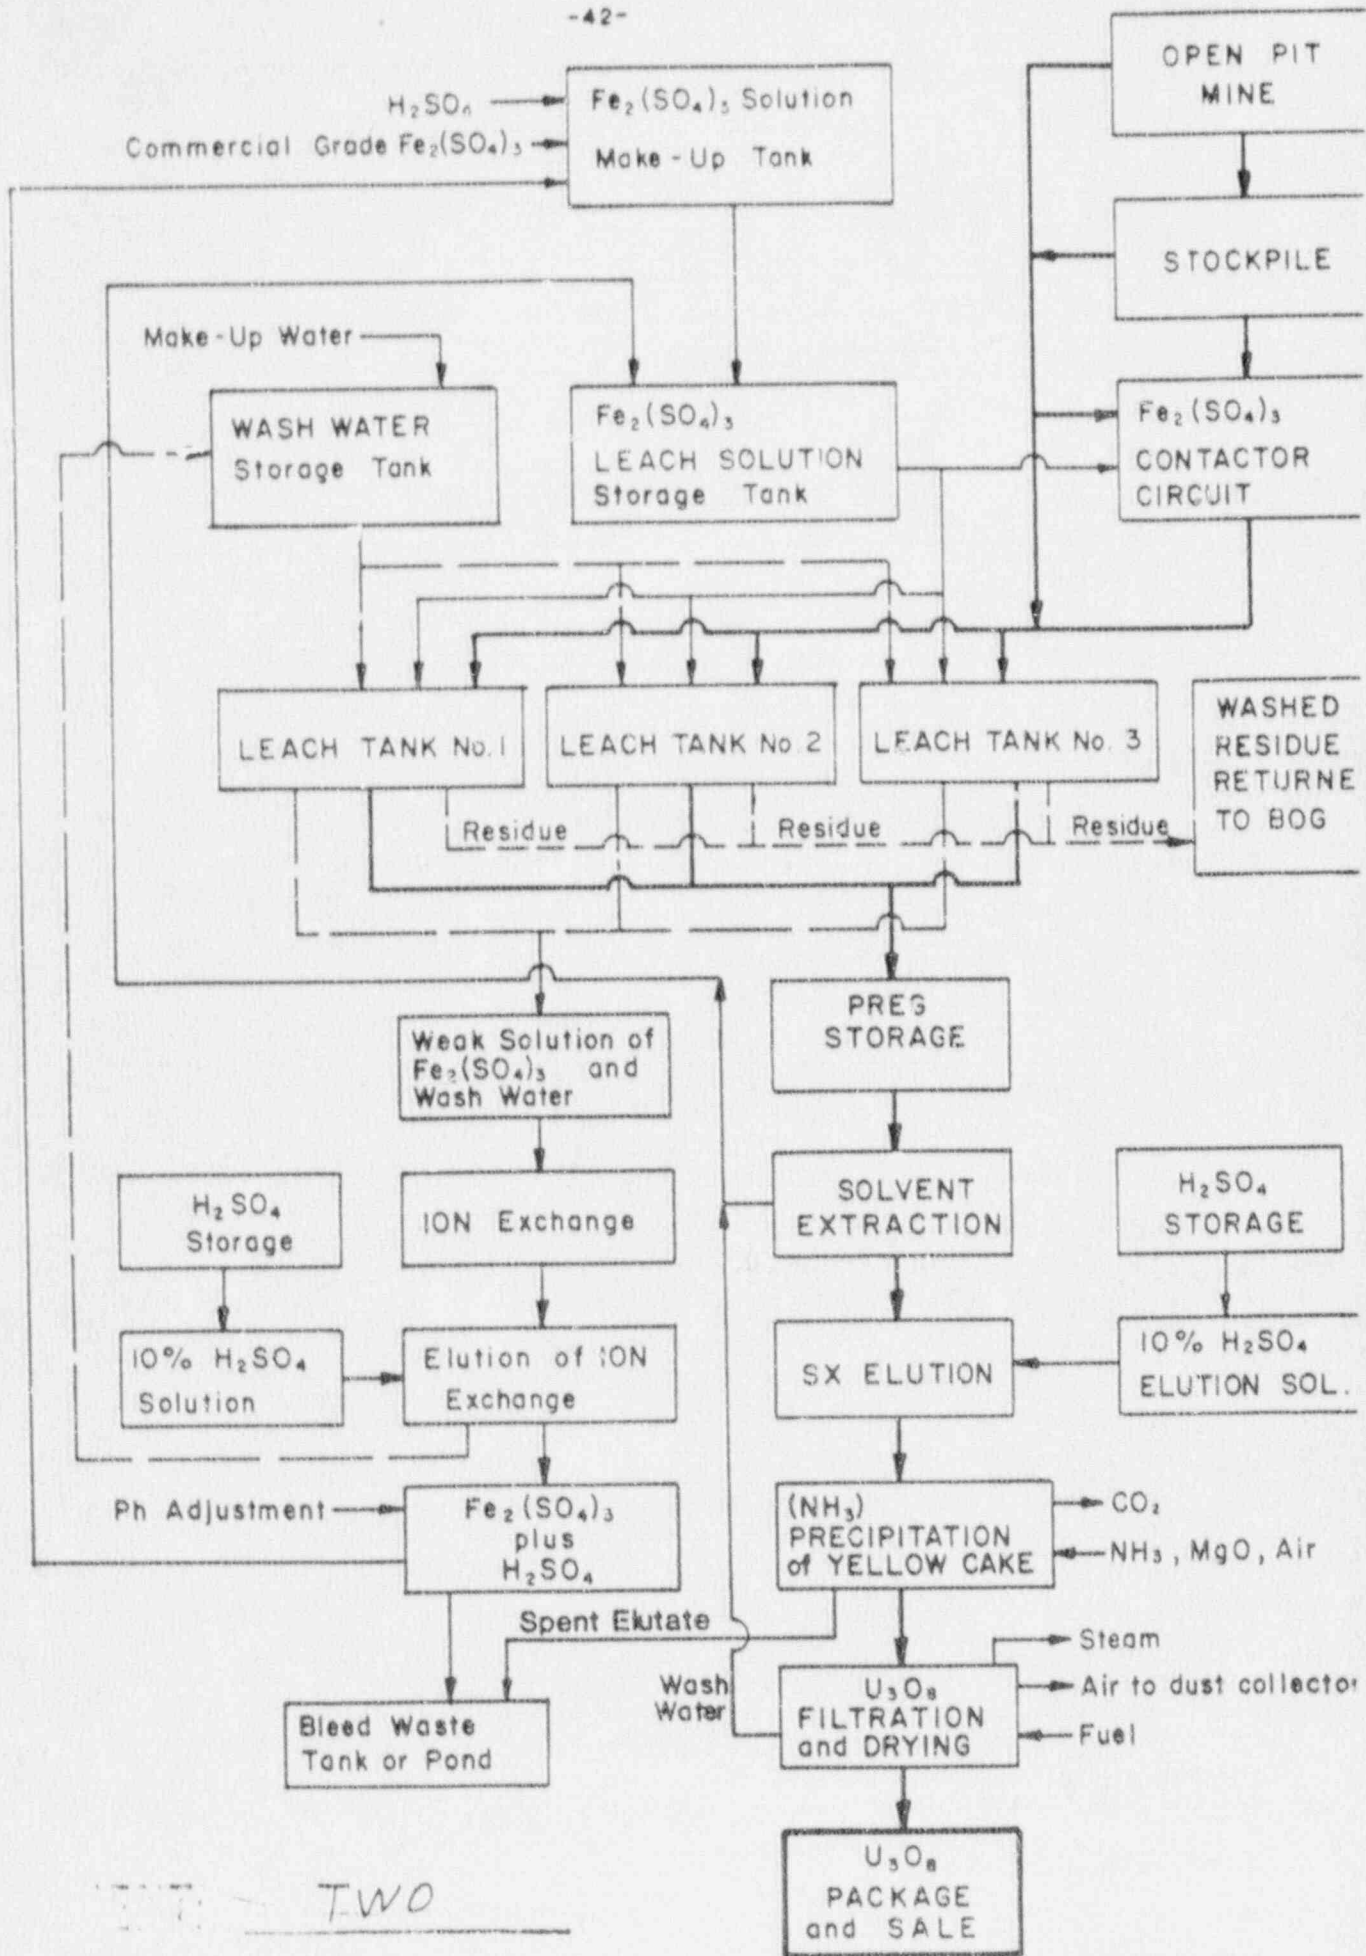 -42-
OPEN PIT
MINE
H₂SO₄
Fe₂(SO₄)₃ Solution
Commercial Grade Fe₂(SO₄)₃
Make-Up Tank
STOCKPILE
Make-Up Water
WASH WATER
Storage Tank
Fe₂(SO₄)₃
LEACH SOLUTION
Storage Tank
Fe₂(SO₄)₃
CONTACTOR
CIRCUIT
LEACH TANK No. 1
LEACH TANK No. 2
LEACH TANK No. 3
WASHED
RESIDUE
RETURNE
TO BOG
Residue
Residue
Residue
Weak Solution of
Fe₂(SO₄)₃ and
Wash Water
PREG
STORAGE
H₂SO₄
Storage
ION Exchange
SOLVENT
EXTRACTION
H₂SO₄
STORAGE
10% H₂SO₄
Solution
Elution of ION
Exchange
SX ELUTION
10% H₂SO₄
ELUTION SOL.
Ph Adjustment
Fe₂(SO₄)₃
plus
H₂SO₄
(NH₃)
PRECIPITATION
of YELLOW CAKE
CO₂
NH₃, MgO, Air
Spent Elutate
Steam
Wash
Water
U₃O₈
FILTRATION
and DRYING
Air to dust collector
Fuel
Bleed Waste
Tank or Pond
U₃O₈
PACKAGE
and SALE
TWO